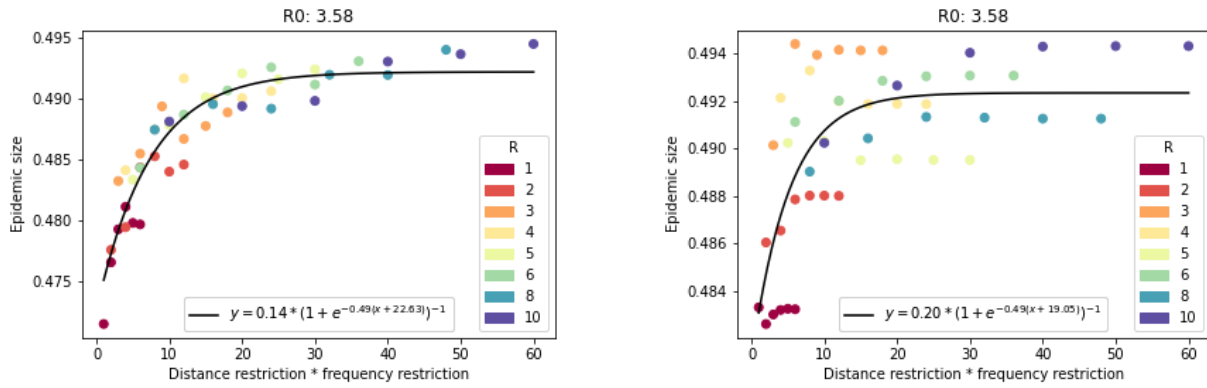 R0: 3.58
0.495
0.490
0.485
0.480
0.475
Epidemic size
0 10 20 30 40 50 60
Distance restriction * frequency restriction
R
1
2
3
4
5
6
8
10
y = 0.14 * (1 + e^{-0.49(x + 22.63)})^{-1}
R0: 3.58
0.494
0.492
0.490
0.488
0.486
0.484
Epidemic size
0 10 20 30 40 50 60
Distance restriction * frequency restriction
R
1
2
3
4
5
6
8
10
y = 0.20 * (1 + e^{-0.49(x + 19.05)})^{-1}